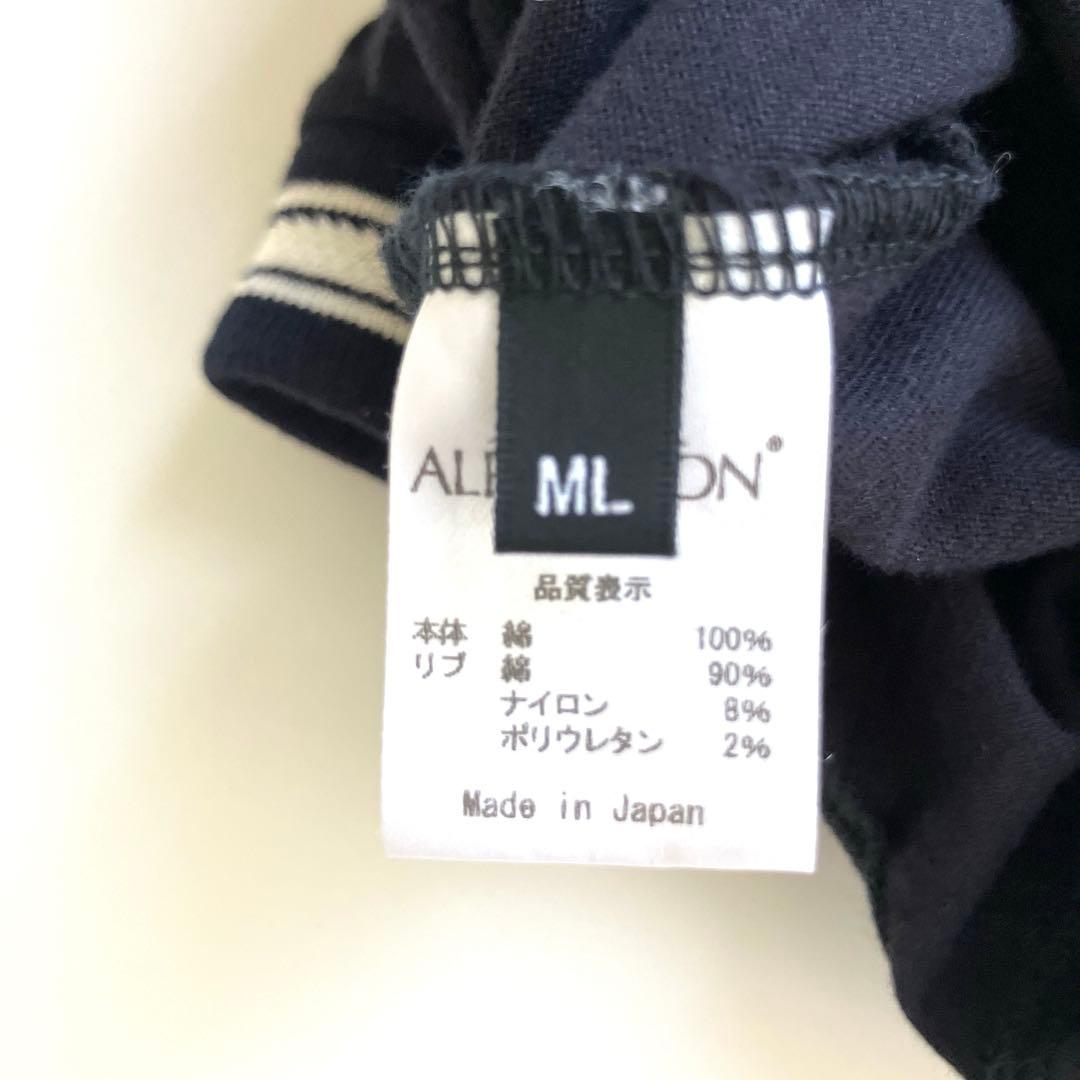 ML
品質表示
本体 綿 100%
リブ 綿 90%
ナイロン 8%
ポリウレタン 2%
Made in Japan